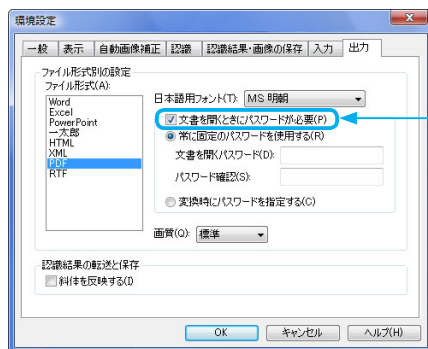 環境設定
一般 表示 自動画像補正 認識 認識結果・画像の保存 入力 出力
ファイル形式別の設定
ファイル形式(A):
Word
Excel
PowerPoint
一太郎
HTML
XML
PDF
RTF
日本語用フォント(T): MS 明朝
文書を開くときにパスワードが必要(P)
常に固定のパスワードを使用する(R)
文書を開くパスワード(D):
パスワード確認(S):
変換時にパスワードを指定する(C)
画質(Q): 標準
認識結果の転送と保存
斜体を反映する(I)
OK キャンセル ヘルプ(H)